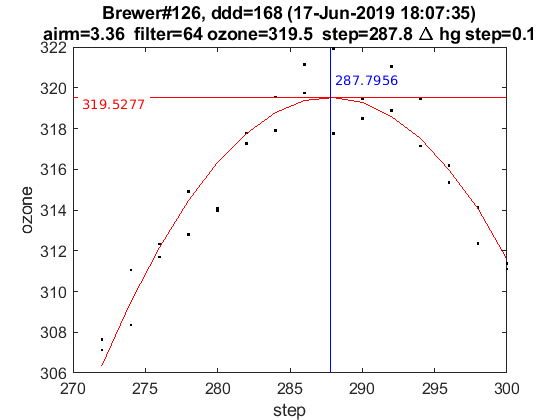 Brewer#126, ddd=168 (17-Jun-2019 18:07:35)
airm=3.36 filter=64 ozone=319.5 step=287.8 Δ hg step=0.1
322
320
318
316
314
312
310
308
306
ozone
319.5277
287.7956
270 275 280 285 290 295 300
step